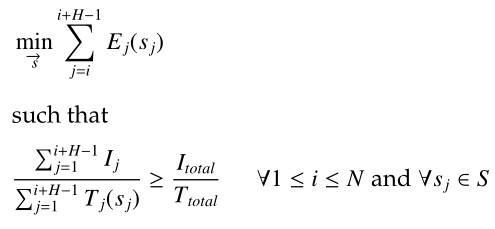 \min_{\overrightarrow{s}} \sum_{j=i}^{i+H-1} E_j(s_j)
such that
\frac{\sum_{j=1}^{i+H-1} I_j}{\sum_{j=1}^{i+H-1} T_j(s_j)} \geq \frac{I_{total}}{T_{total}} \quad \forall 1 \leq i \leq N \text{ and } \forall s_j \in S